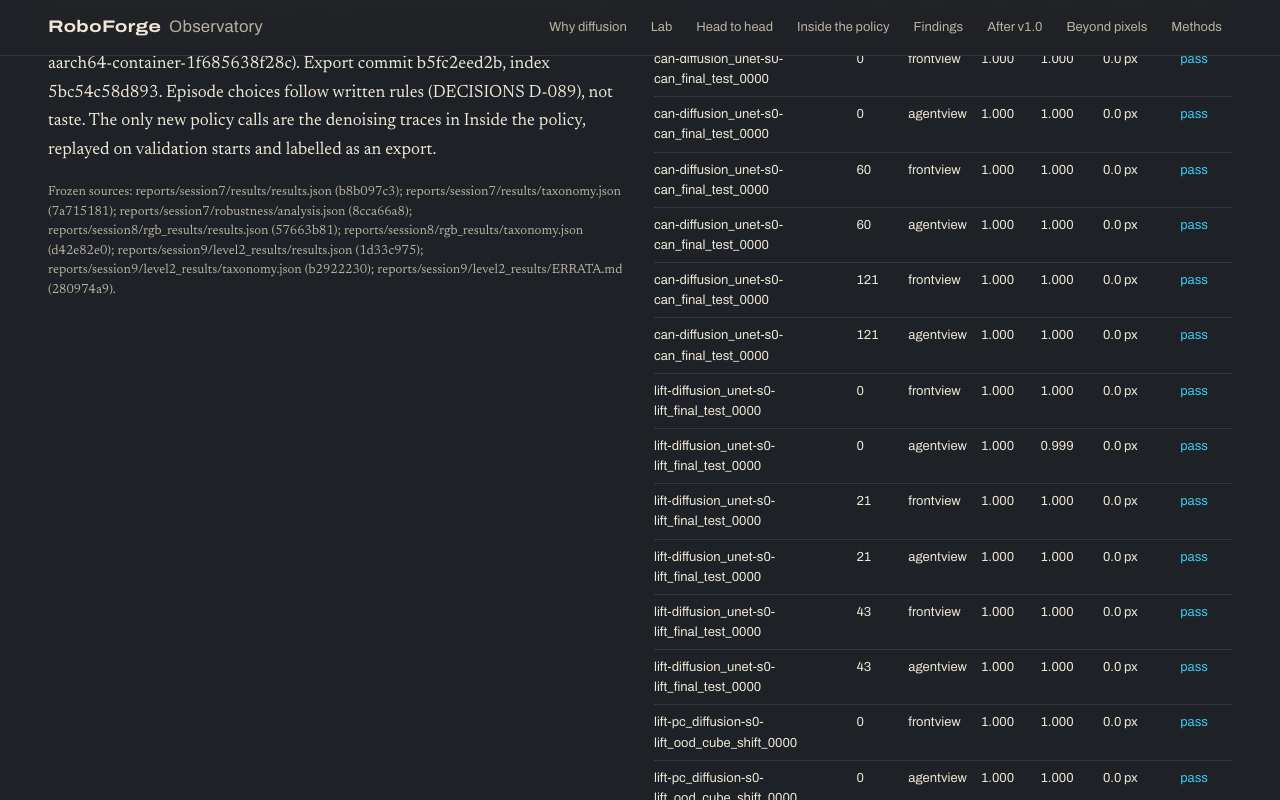 RoboForge Observatory
Why diffusion Lab Head to head Inside the policy Findings After v1.0 Beyond pixels Methods
aarch64-container-1f685638f28c). Export commit b5fc2eed2b, index
5bc54c58d893. Episode choices follow written rules (DECISIONS D-089), not
taste. The only new policy calls are the denoising traces in Inside the policy,
replayed on validation starts and labelled as an export.
Frozen sources: reports/session7/results/results.json (b8b097c3); reports/session7/results/taxonomy.json
(7a715181); reports/session7/robustness/analysis.json (8cca66a8);
reports/session8/rgb_results/results.json (57663b81); reports/session8/rgb_results/taxonomy.json
(d42e82e0); reports/session9/level2_results/results.json (1d33c975);
reports/session9/level2_results/taxonomy.json (b2922230); reports/session9/level2_results/ERRATA.md
(280974a9).
can-diffusion_unet-s0- 0 frontview 1.000 1.000 0.0 px pass
can_final_test_0000
can-diffusion_unet-s0- 0 agentview 1.000 1.000 0.0 px pass
can_final_test_0000
can-diffusion_unet-s0- 60 frontview 1.000 1.000 0.0 px pass
can_final_test_0000
can-diffusion_unet-s0- 60 agentview 1.000 1.000 0.0 px pass
can_final_test_0000
can-diffusion_unet-s0- 121 frontview 1.000 1.000 0.0 px pass
can_final_test_0000
can-diffusion_unet-s0- 121 agentview 1.000 1.000 0.0 px pass
can_final_test_0000
lift-diffusion_unet-s0- 0 frontview 1.000 1.000 0.0 px pass
lift_final_test_0000
lift-diffusion_unet-s0- 0 agentview 1.000 0.999 0.0 px pass
lift_final_test_0000
lift-diffusion_unet-s0- 21 frontview 1.000 1.000 0.0 px pass
lift_final_test_0000
lift-diffusion_unet-s0- 21 agentview 1.000 1.000 0.0 px pass
lift_final_test_0000
lift-diffusion_unet-s0- 43 frontview 1.000 1.000 0.0 px pass
lift_final_test_0000
lift-diffusion_unet-s0- 43 agentview 1.000 1.000 0.0 px pass
lift_final_test_0000
lift-pc_diffusion-s0- 0 frontview 1.000 1.000 0.0 px pass
lift_ood_cube_shift_0000
lift-pc_diffusion-s0- 0 agentview 1.000 1.000 0.0 px pass
lift_ood_cube_shift_0000